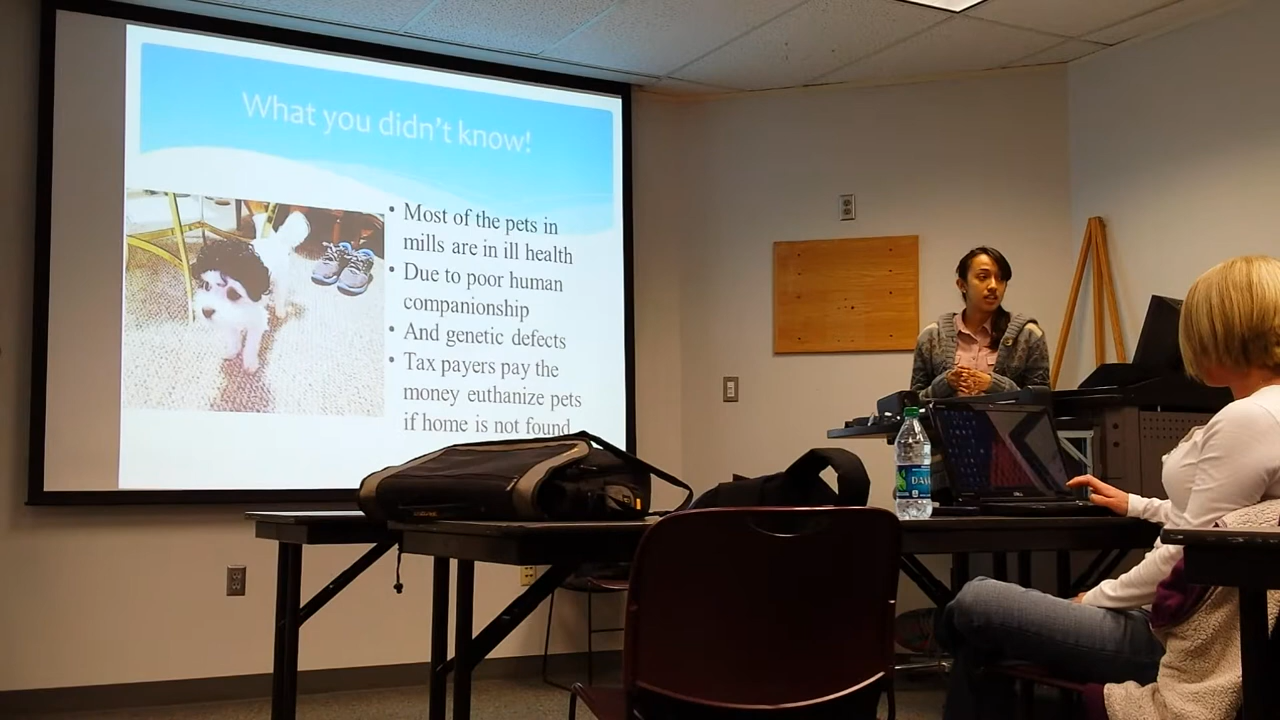 What you didn't know!
• Most of the pets in
mills are in ill health
• Due to poor human
companionship
• And genetic defects
• Tax payers pay the
money euthanize pets
if home is not found
DELL